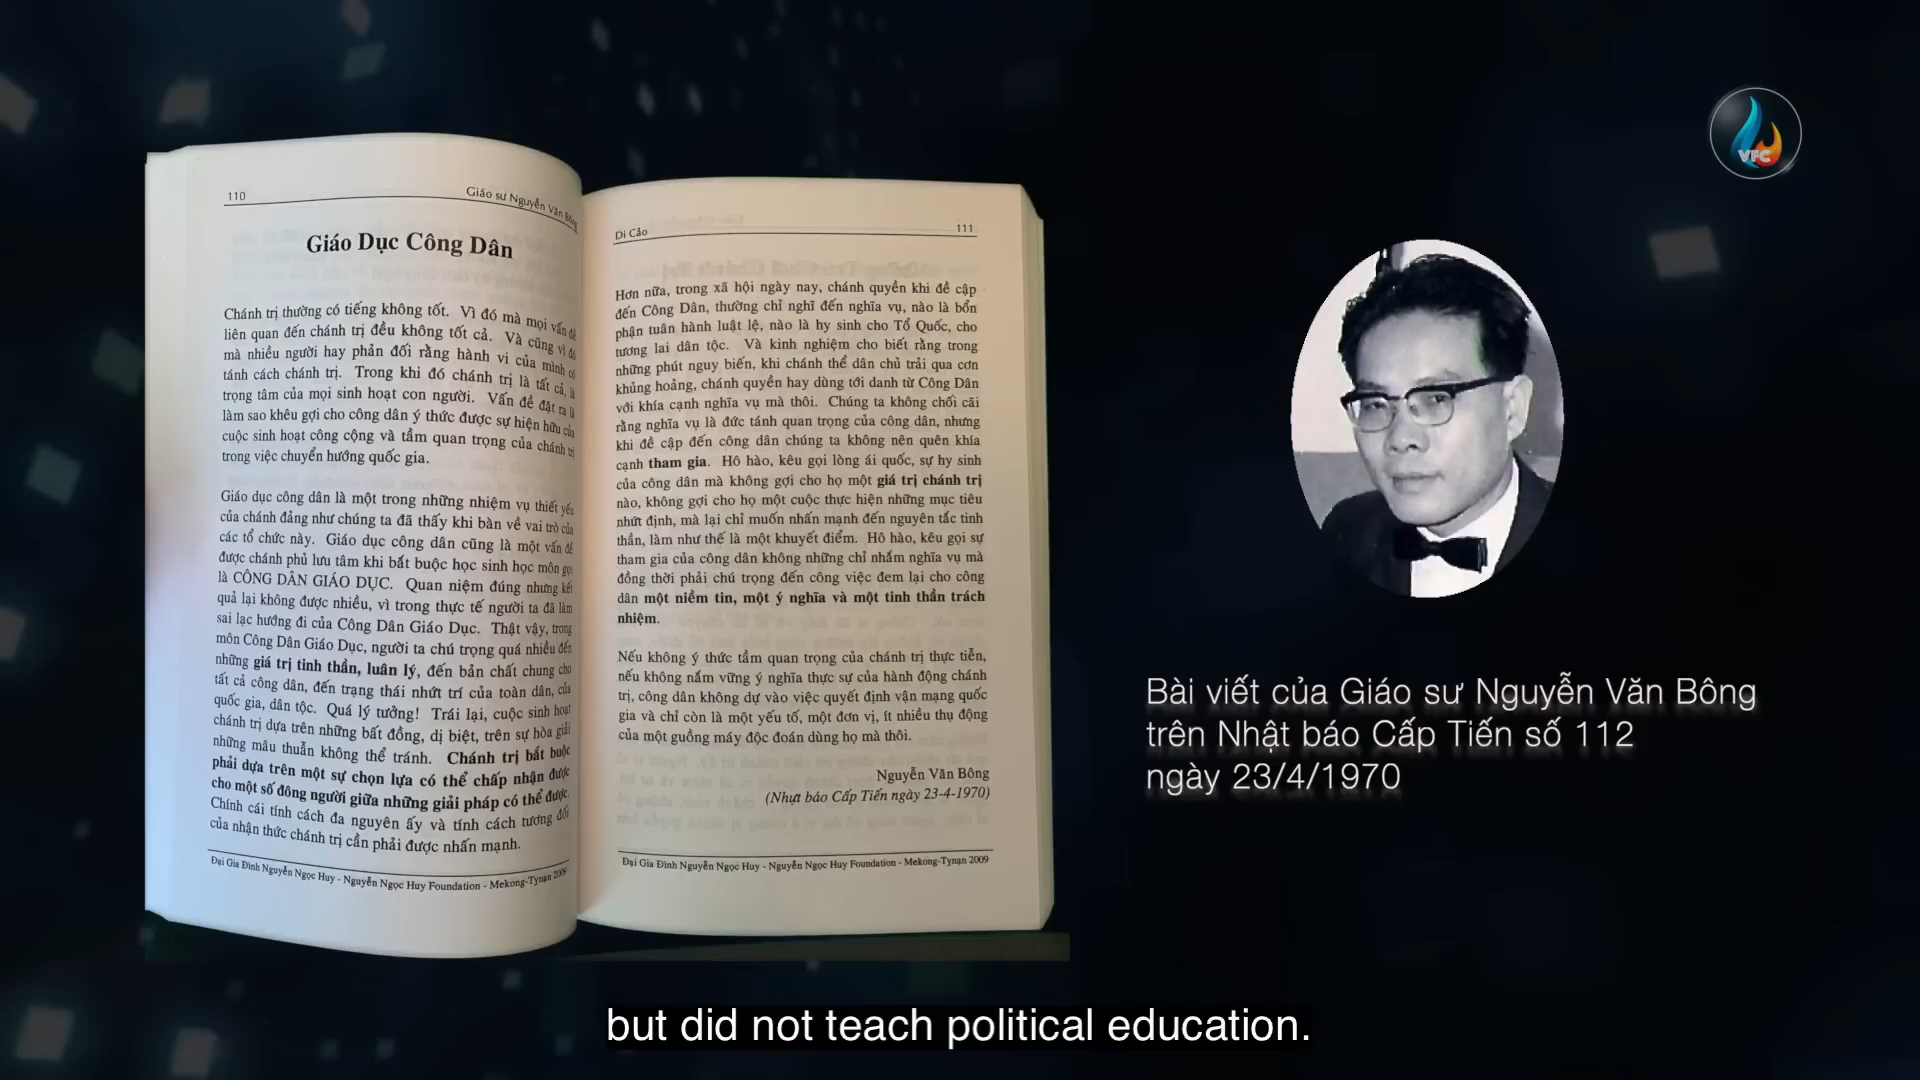 110
Giáo sư Nguyễn Văn Bông
Giáo Dục Công Dân
Chánh trị thường có tiếng không tốt. Vì đó mà mọi vấn đề
liên quan đến chánh trị đều không tốt cả. Và cũng vì đó
mà nhiều người hay phản đối rằng hành vi của mình có
tánh cách chánh trị. Trong khi đó chánh trị là tất cả, là
trọng tâm của mọi sinh hoạt con người. Vấn đề đặt ra là
làm sao khêu gợi cho công dân ý thức được sự hiện hữu của
cuộc sinh hoạt công cộng và tầm quan trọng của chánh trị
trong việc chuyển hướng quốc gia.
Giáo dục công dân là một trong những nhiệm vụ thiết yếu
của chánh đảng như chúng ta đã thấy khi bàn về vai trò của
các tổ chức này. Giáo dục công dân cũng là một vấn đề
được chánh phủ lưu tâm khi bắt buộc học sinh học môn gọi
là CÔNG DÂN GIÁO DỤC. Quan niệm đúng nhưng kết
quả lại không được nhiều, vì trong thực tế người ta đã làm
sai lạc hướng đi của Công Dân Giáo Dục. Thật vậy, trong
môn Công Dân Giáo Dục, người ta chú trọng quá nhiều đến
những giá trị tinh thần, luân lý, đến bản chất chung cho
tất cả công dân, đến trạng thái nhứt trí của toàn dân, của
quốc gia, dân tộc. Quá lý tưởng! Trái lại, cuộc sinh hoạt
chánh trị dựa trên những bất đồng, dị biệt, trên sự hòa giải
những mâu thuẫn không thể tránh. Chánh trị bắt buộc
phải dựa trên một sự chọn lựa có thể chấp nhận được
cho một số đông người giữa những giải pháp có thể được.
Chính cái tính cách đa nguyên ấy và tính cách tương đối
của nhận thức chánh trị cần phải được nhấn mạnh.
Đại Gia Đình Nguyễn Ngọc Huy - Nguyễn Ngọc Huy Foundation - Mekong-Tynạn 2009
Di Cảo
111
Hơn nữa, trong xã hội ngày nay, chánh quyền khi đề cập
đến Công Dân, thường chỉ nghĩ đến nghĩa vụ, nào là bổn
phận tuân hành luật lệ, nào là hy sinh cho Tổ Quốc, cho
tương lai dân tộc. Và kinh nghiệm cho biết rằng trong
những phút nguy biến, khi chánh thể dân chủ trải qua cơn
khủng hoảng, chánh quyền hay dùng tới danh từ Công Dân
với khía cạnh nghĩa vụ mà thôi. Chúng ta không chối cãi
rằng nghĩa vụ là đức tánh quan trọng của công dân, nhưng
khi đề cập đến công dân chúng ta không nên quên khía
cạnh tham gia. Hô hào, kêu gọi lòng ái quốc, sự hy sinh
của công dân mà không gợi cho họ một giá trị chánh trị
nào, không gợi cho họ một cuộc thực hiện những mục tiêu
nhứt định, mà lại chỉ muốn nhấn mạnh đến nguyên tắc tinh
thần, làm như thế là một khuyết điểm. Hô hào, kêu gọi sự
tham gia của công dân không những chỉ nhắm nghĩa vụ mà
đồng thời phải chú trọng đến công việc đem lại cho công
dân một niềm tin, một ý nghĩa và một tinh thần trách
nhiệm.
Nếu không ý thức tầm quan trọng của chánh trị thực tiễn,
nếu không nắm vững ý nghĩa thực sự của hành động chánh
trị, công dân không dự vào việc quyết định vận mạng quốc
gia và chỉ còn là một yếu tố, một đơn vị, ít nhiều thụ động
của một guồng máy độc đoán dùng họ mà thôi.
Nguyễn Văn Bông
(Nhựt báo Cấp Tiến ngày 23-4-1970)
Đại Gia Đình Nguyễn Ngọc Huy - Nguyễn Ngọc Huy Foundation - Mekong-Tynạn 2009
VFC
Bài viết của Giáo sư Nguyễn Văn Bông
trên Nhật báo Cấp Tiến số 112
ngày 23/4/1970
but did not teach political education.